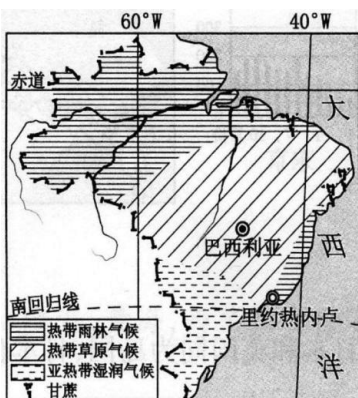 60°W
40°W
赤道
大
西
洋
巴西利亚
南回归线
里约热内卢
热带雨林气候
热带草原气候
亚热带湿润气候
甘蔗